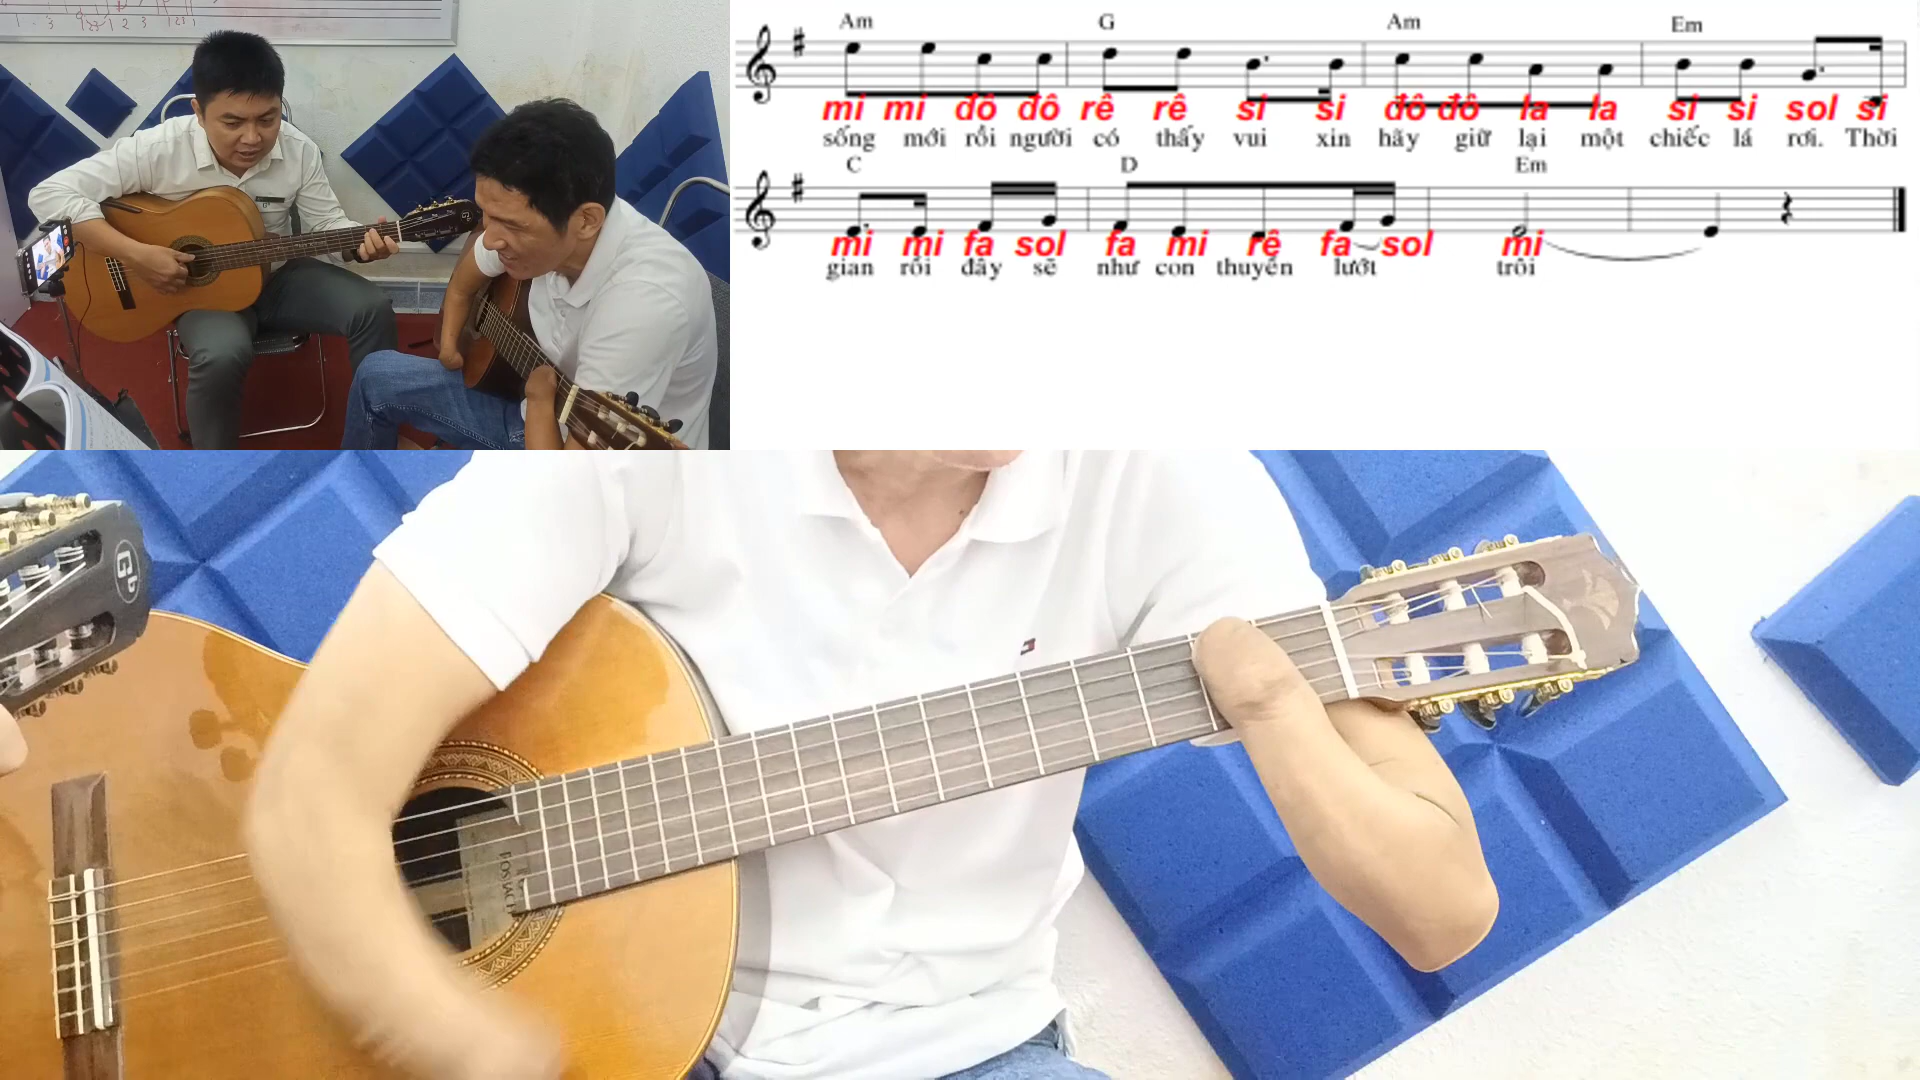 Am G Am Em
mi mi đô đô rê rê si si đô đô la la si si sol si
sống mới rồi người có thấy vui xin hãy giữ lại một chiếc lá rơi. Thời
C D Em
mi mi fa sol fa mi rê fa sol mi
gian rồi đây sẽ như con thuyền lướt trôi